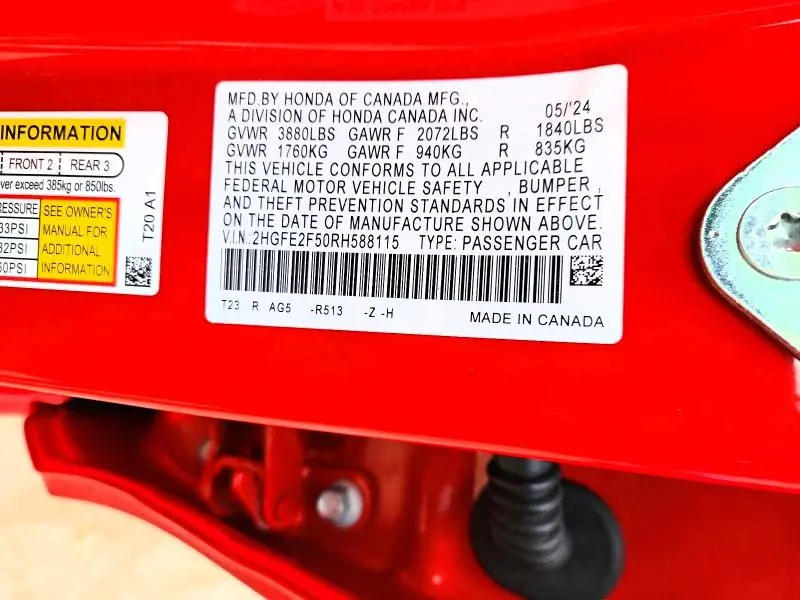 INFORMATION
FRONT 2 REAR 3
ver exceed 385kg or 850lbs.
PRESSURE SEE OWNER'S
33PSI MANUAL FOR
32PSI ADDITIONAL
60PSI INFORMATION
T20 A1
MFD.BY HONDA OF CANADA MFG.,
A DIVISION OF HONDA CANADA INC. 05/'24
GVWR 3880LBS GAWR F 2072LBS R 1840LBS
GVWR 1760KG GAWR F 940KG R 835KG
THIS VEHICLE CONFORMS TO ALL APPLICABLE
FEDERAL MOTOR VEHICLE SAFETY , BUMPER ,
AND THEFT PREVENTION STANDARDS IN EFFECT
ON THE DATE OF MANUFACTURE SHOWN ABOVE.
V.I.N.:2HGFE2F50RH588115 TYPE: PASSENGER CAR
T23 R AG5 -R513 -Z -H
MADE IN CANADA